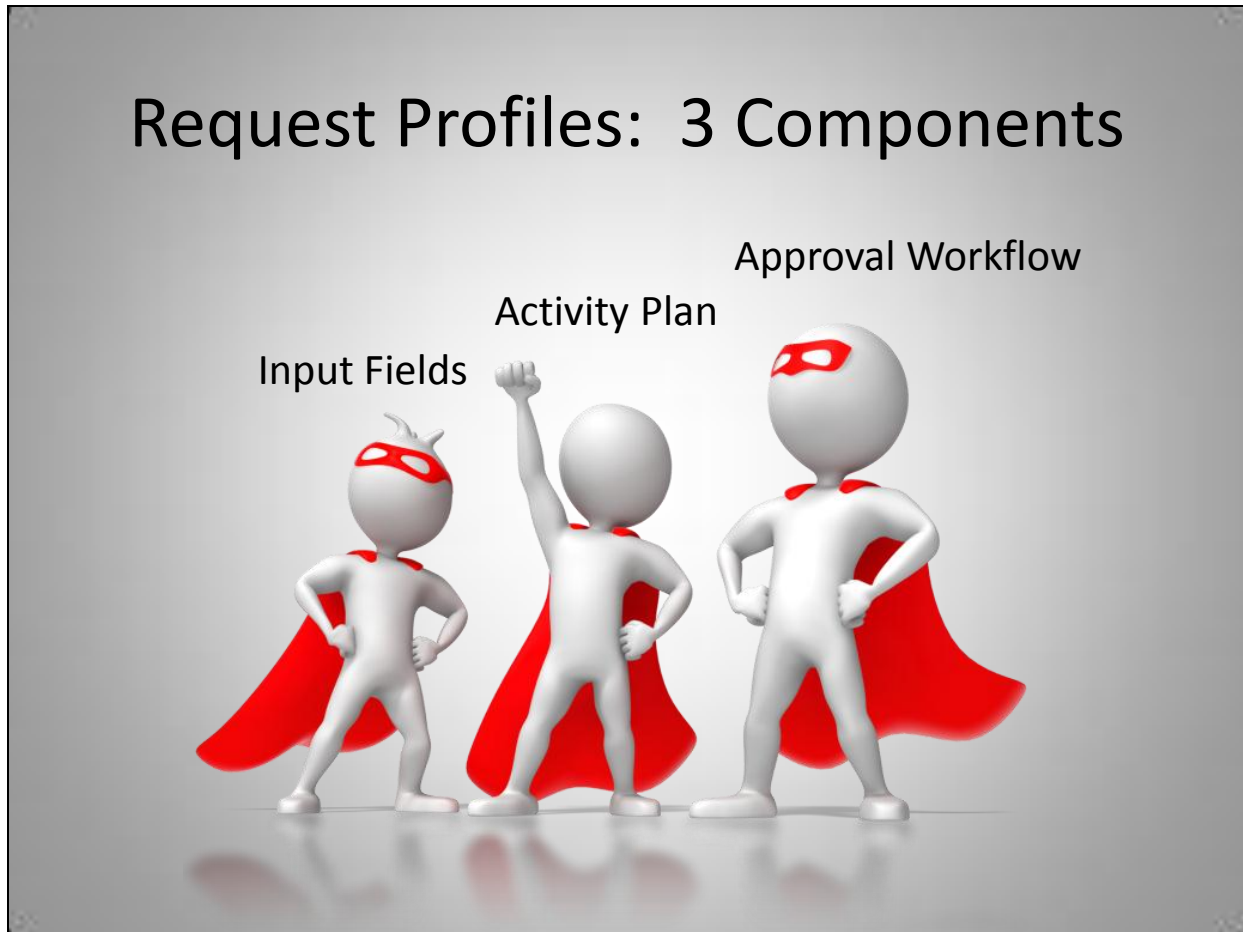 Request Profiles:  3 Components
Approval Workflow
Activity Plan
Input Fields